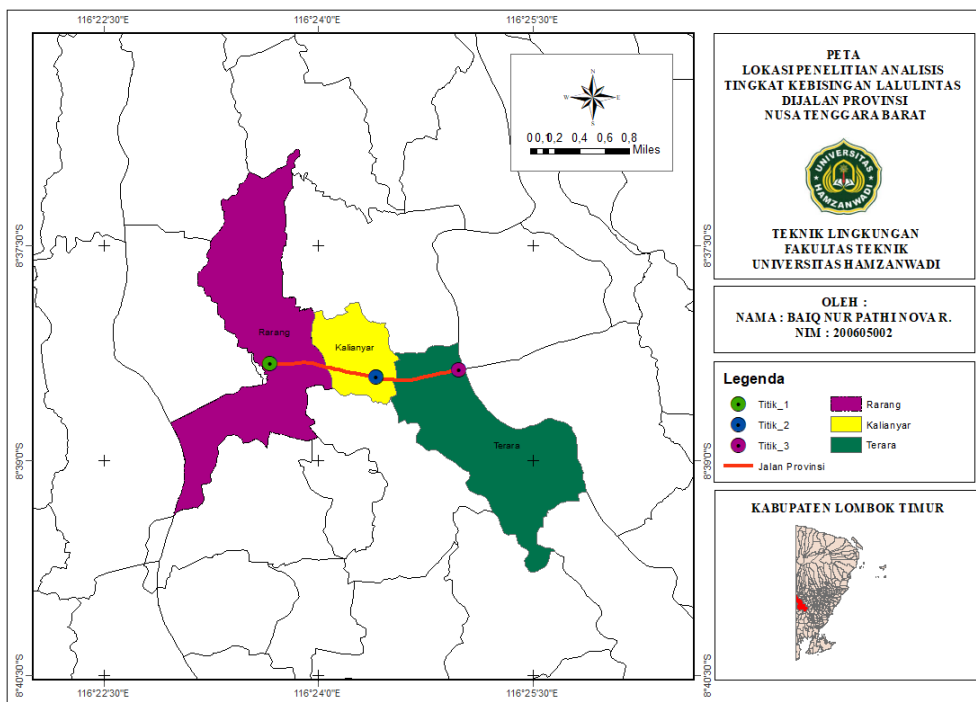 116°22'30"E 116°24'0"E 116°25'30"E
8°37'30"S
8°39'0"S
8°40'30"S
N
W E
S
0 0,1 0,2 0,4 0,6 0,8
Miles
Rarang
Kalianyar
Terara
8°37'30"S
8°39'0"S
8°40'30"S
116°22'30"E 116°24'0"E 116°25'30"E
PETA
LOKASI PENELITIAN ANALISIS
TINGKAT KEBISINGAN LALULINTAS
DIJALAN PROVINSI
NUSA TENGGARA BARAT
UNIVERSITAS
HAMZANWADI
TEKNIK LINGKUNGAN
FAKULTAS TEKNIK
UNIVERSITAS HAMZANWADI
OLEH :
NAMA : BAIQ NUR PATHI NOVA R.
NIM : 200605002
Legenda
Titik_1 Rarang
Titik_2 Kalianyar
Titik_3 Terara
Jalan Provinsi
KABUPATEN LOMBOK TIMUR